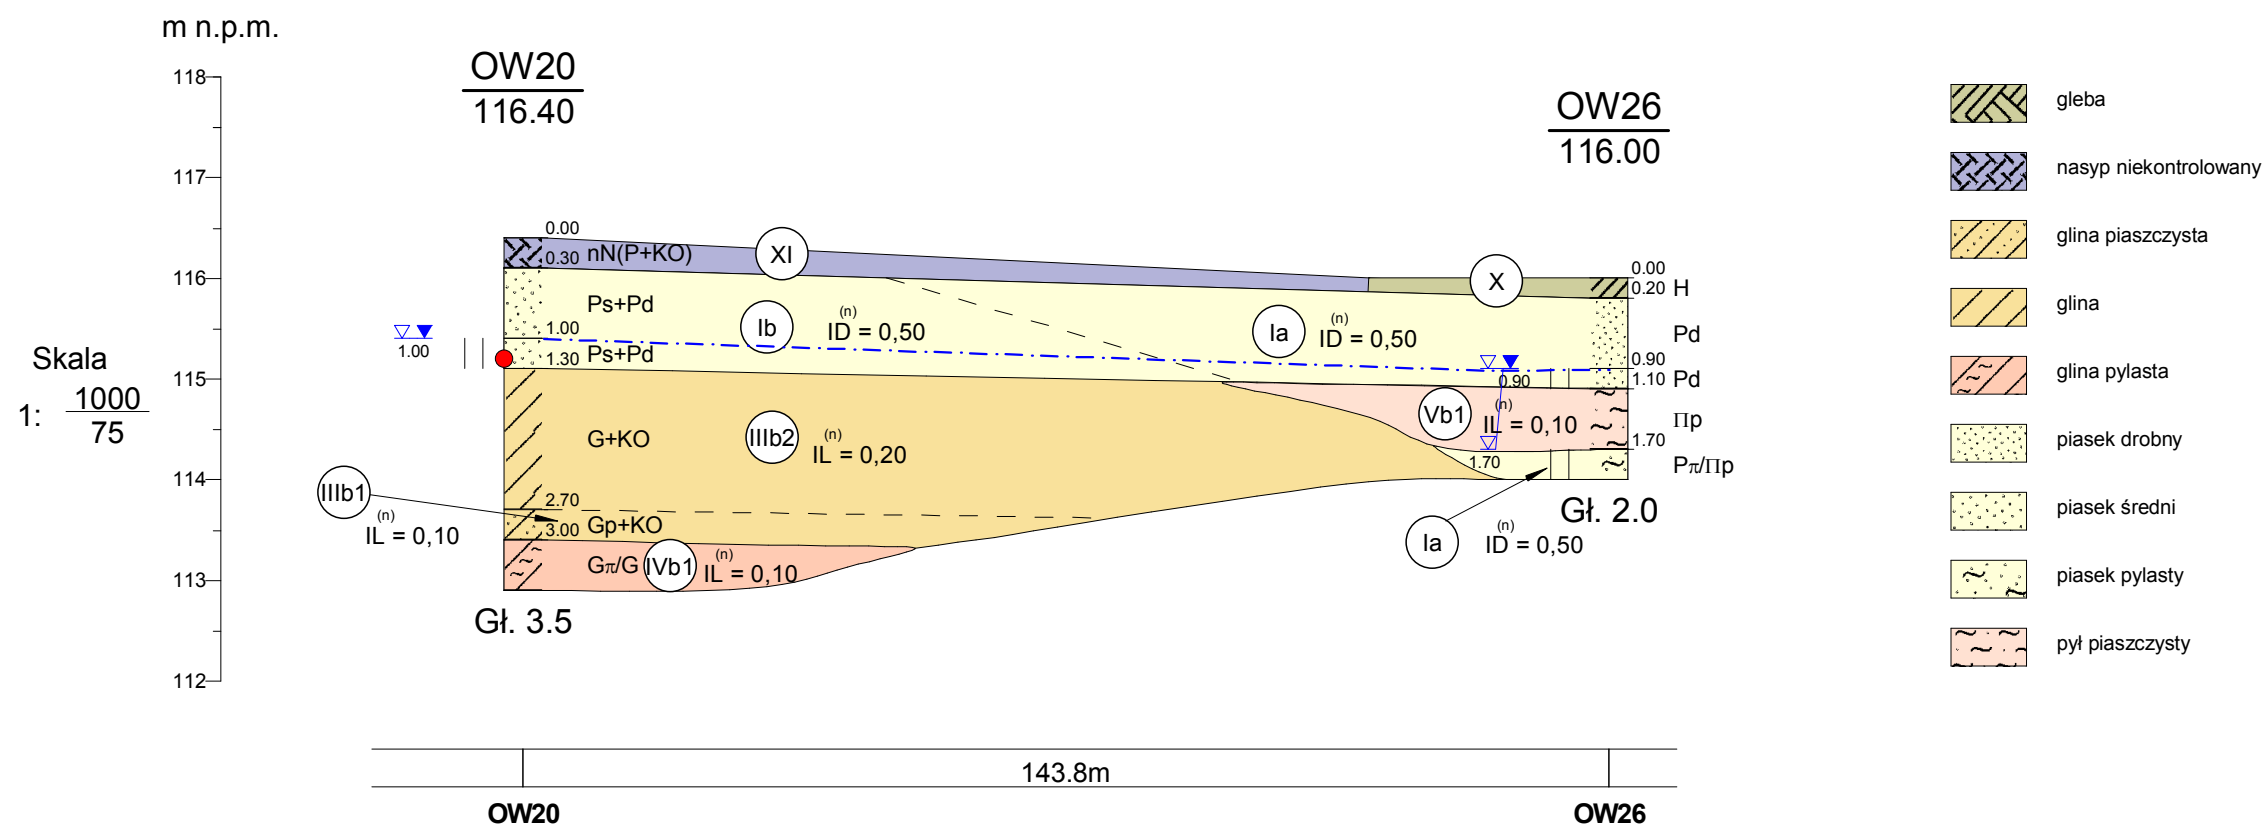 m n.p.m.
118
117
116
115
114
113
112
Skala
1: 1000
75
OW20
116.40
OW26
116.00
0.00
0.30
nN(P+KO)
XI
X
0.00
0.20
H
Ps+Pd
Ib
(n)
ID = 0,50
Ia
(n)
ID = 0,50
Pd
1.00
1.00
1.30
Ps+Pd
0.90
0.90
1.10
Pd
G+KO
IIIb2
(n)
IL = 0,20
Vb1
(n)
IL = 0,10
Πp
1.70
1.70
Pπ/Πp
IIIb1
(n)
IL = 0,10
2.70
3.00
Gp+KO
Gπ/G
IVb1
(n)
IL = 0,10
Ia
(n)
ID = 0,50
Gł. 2.0
Gł. 3.5
143.8m
OW20
OW26
gleba
nasyp niekontrolowany
glina piaszczysta
glina
glina pylasta
piasek drobny
piasek średni
piasek pylasty
pył piaszczysty